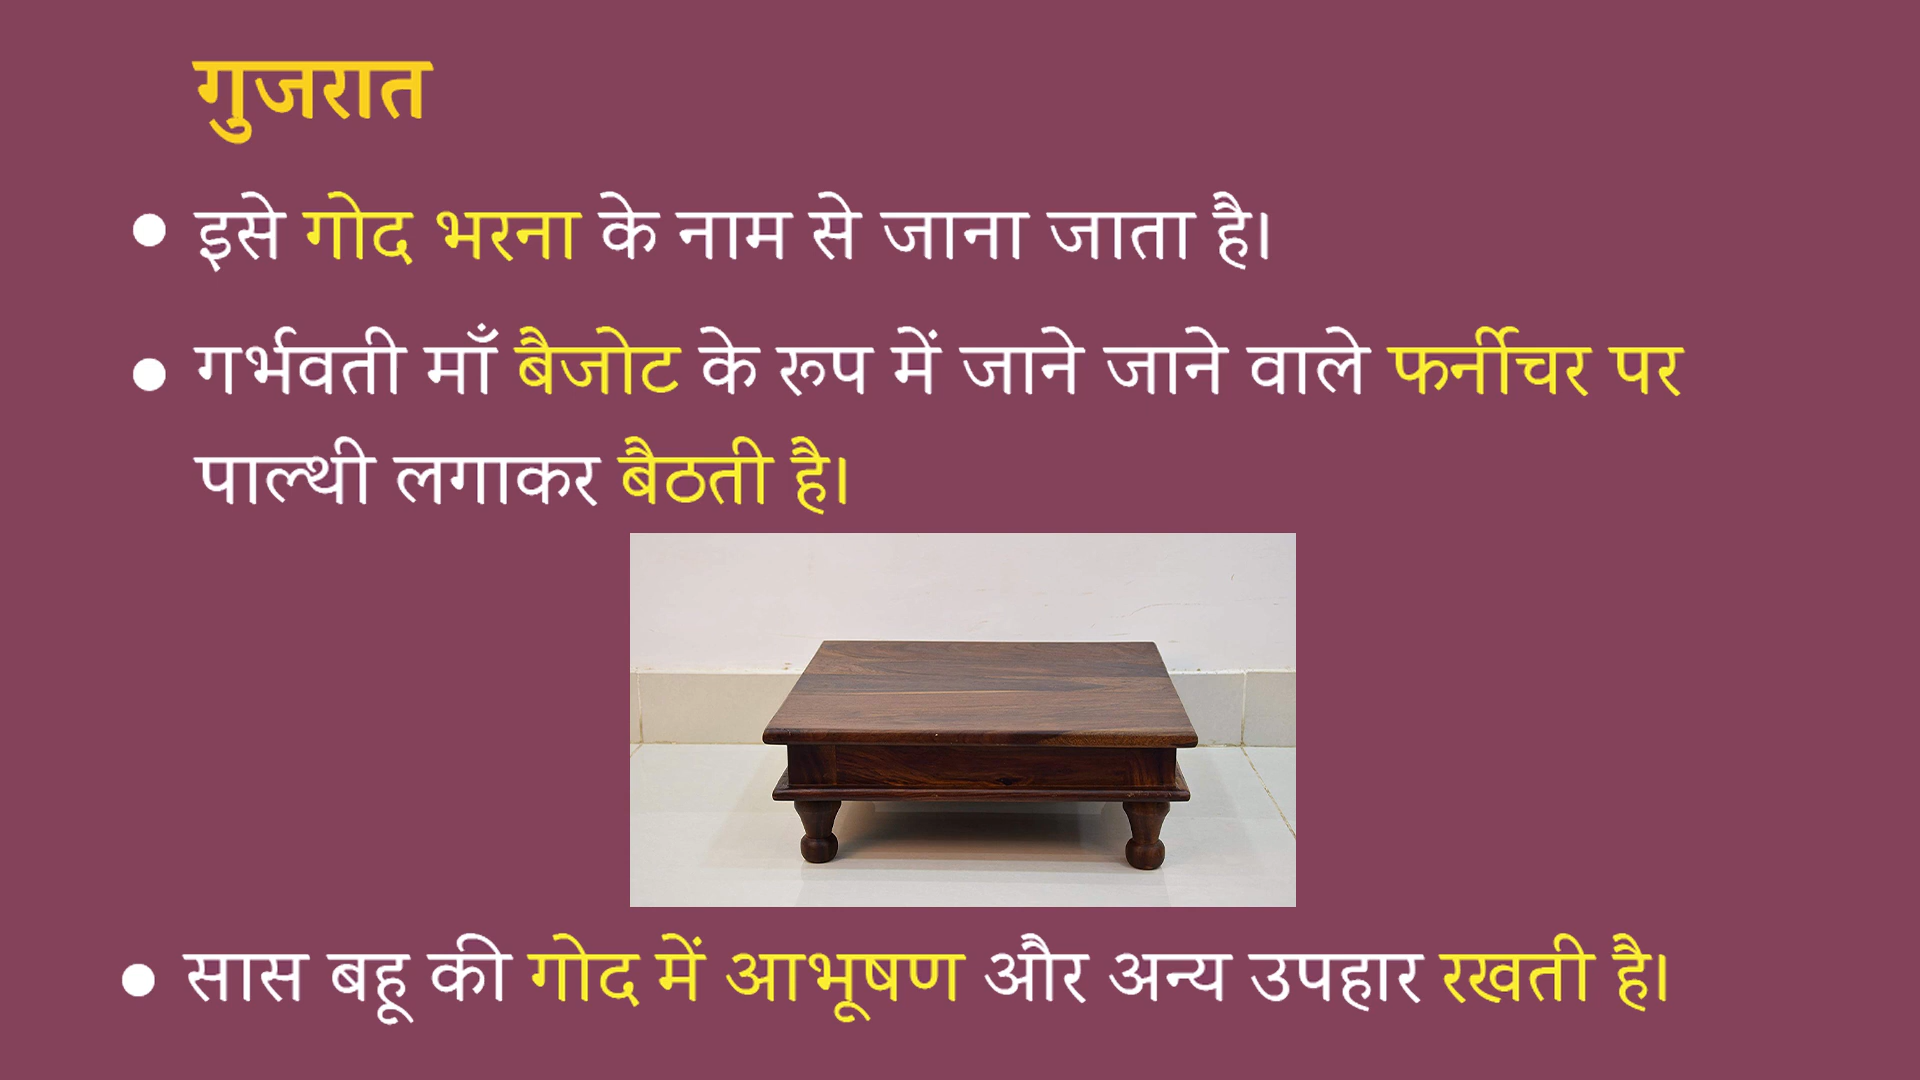 गुजरात
• इसे गोद भरना के नाम से जाना जाता है।
• गर्भवती माँ बैजोट के रूप में जाने जाने वाले फर्नीचर पर
पाल्थी लगाकर बैठती है।
• सास बहू की गोद में आभूषण और अन्य उपहार रखती है।